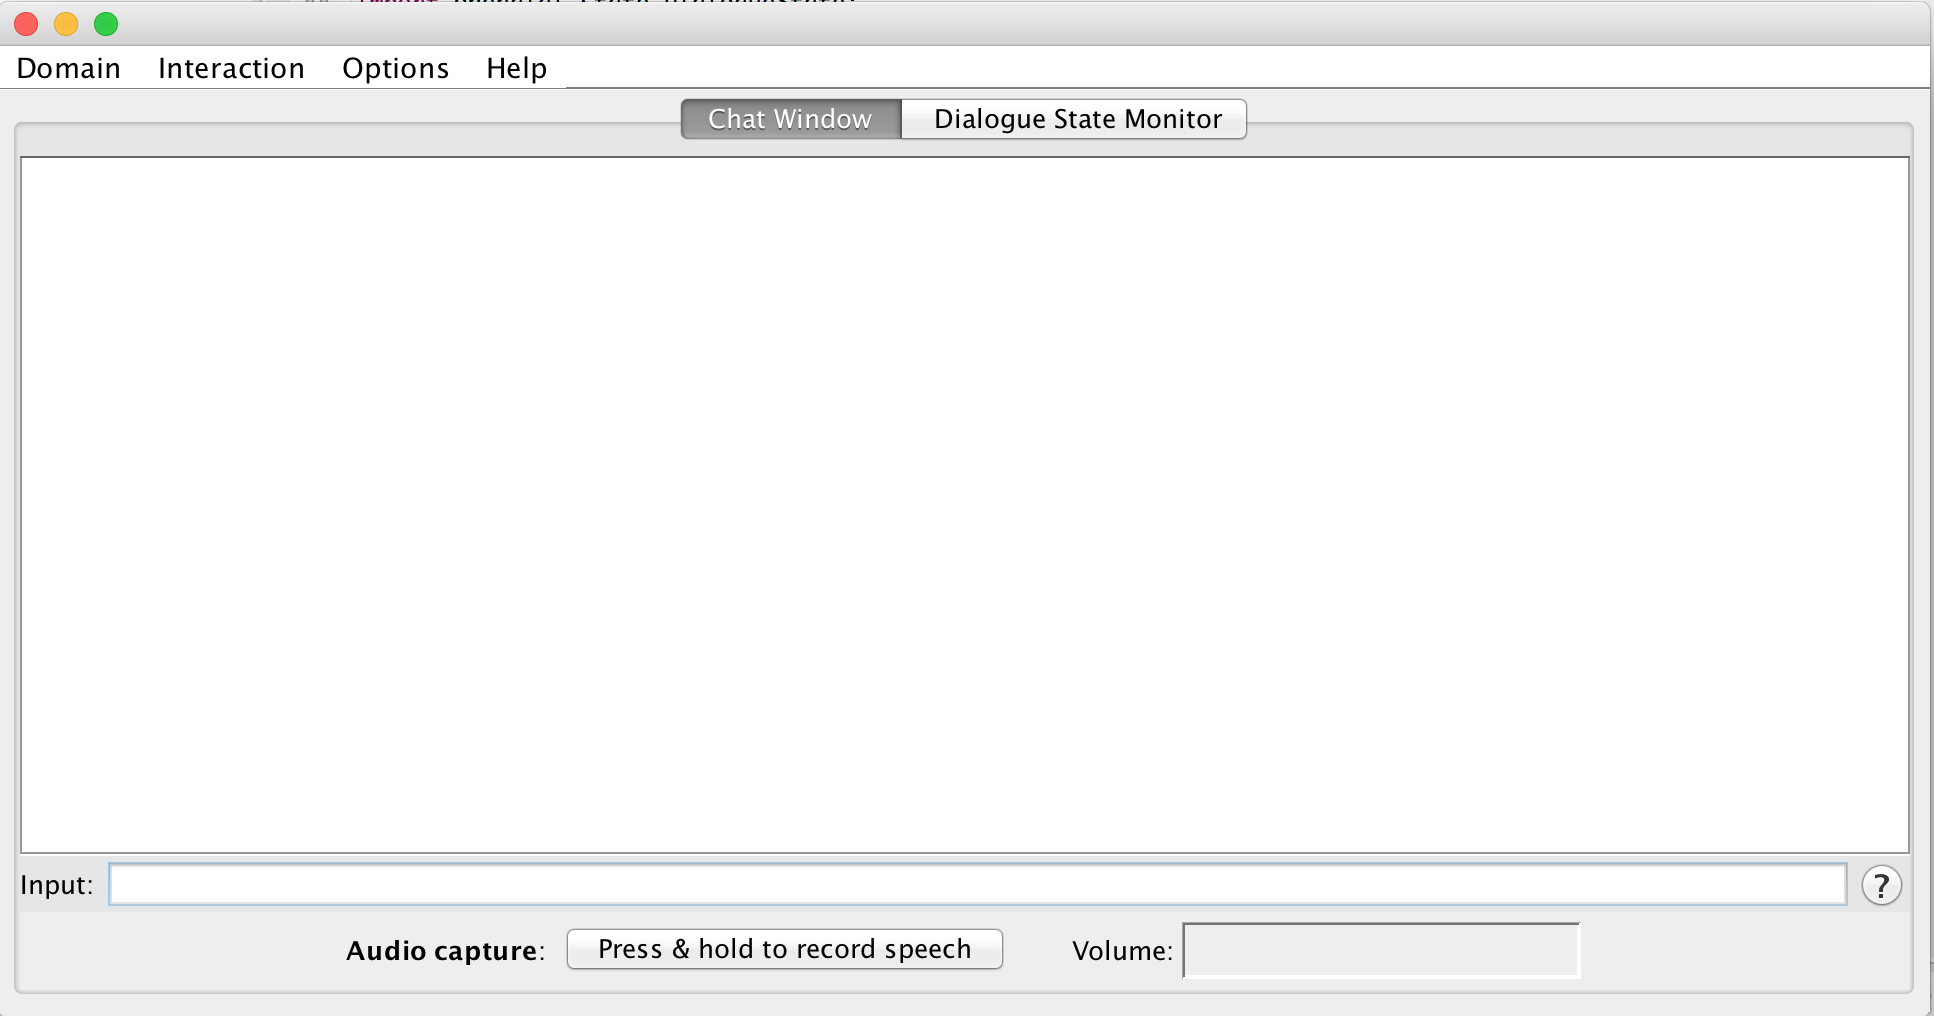 Domain Interaction Options Help
Chat Window Dialogue State Monitor
Input: ?
Audio capture: Press & hold to record speech Volume: